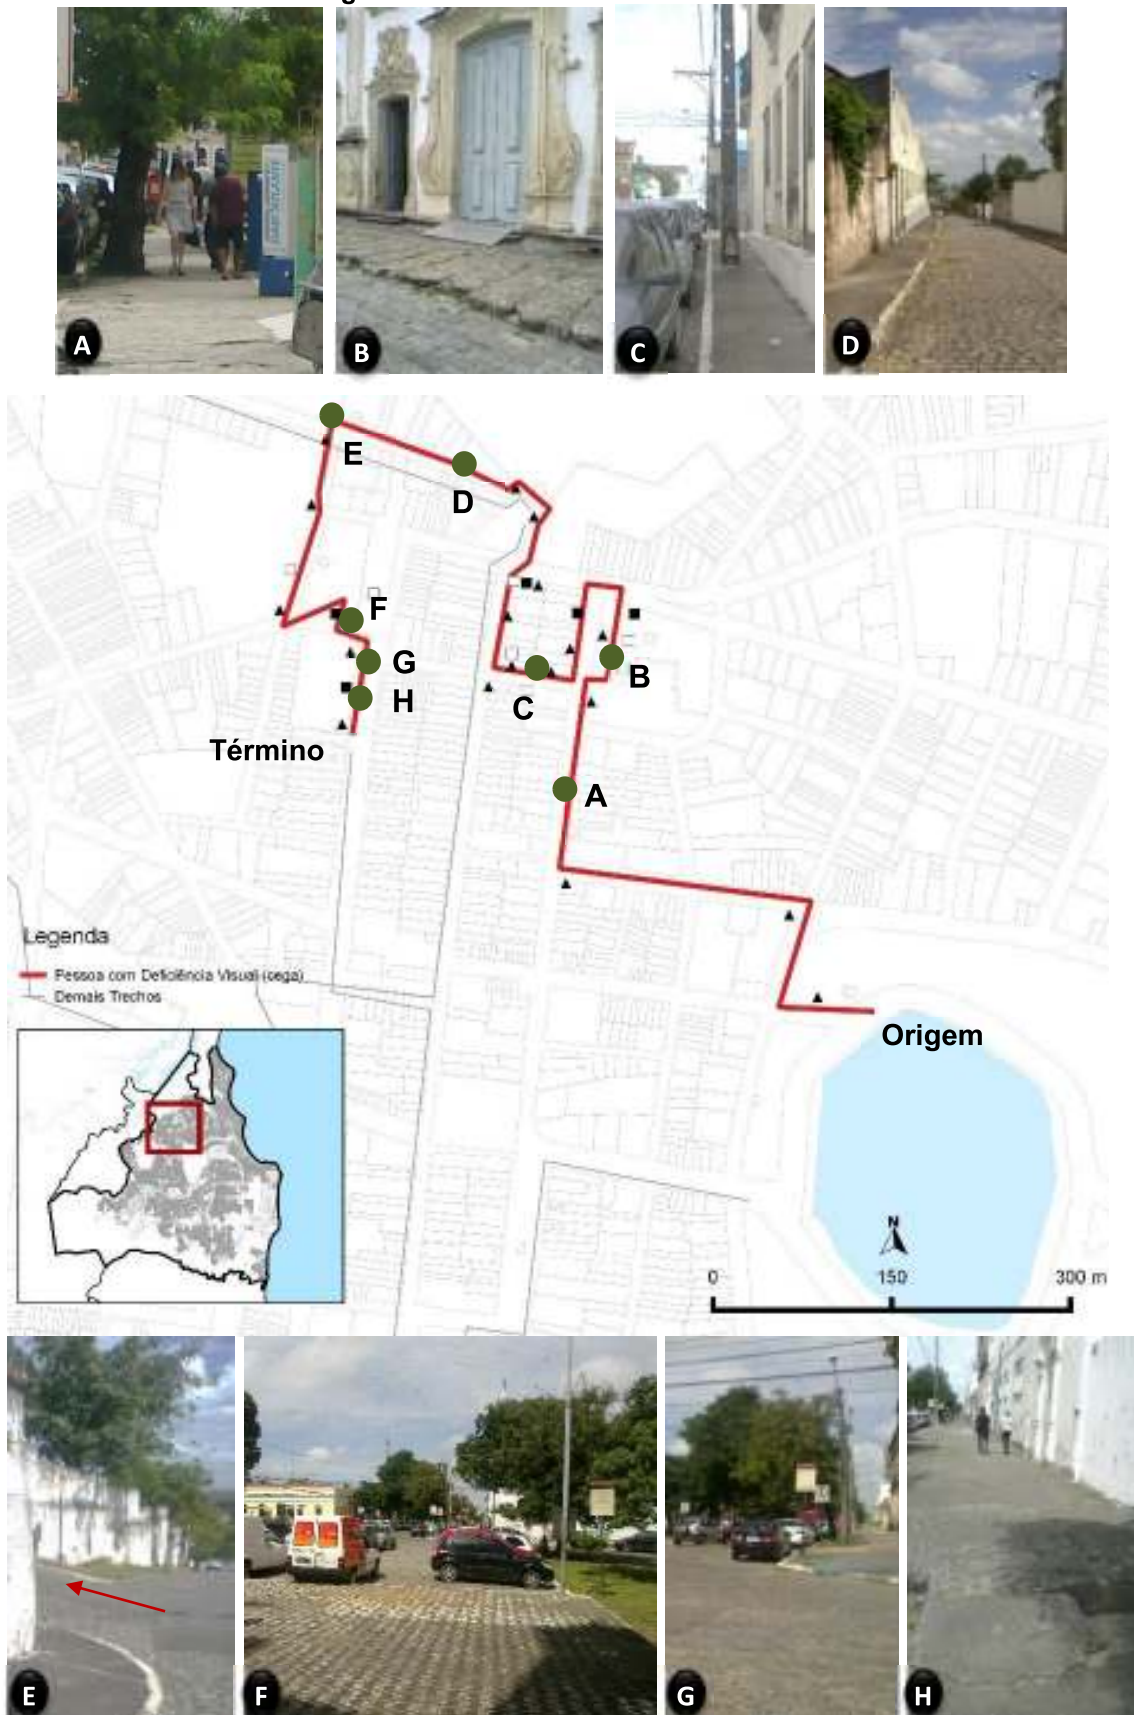 A
B
C
D
E
D
F
G
H
Término
C
B
A
Origem
Legenda
Pessoa com Deficiência Visual (cega)
Demais Trechos
N
0 150 300 m
E
F
G
H